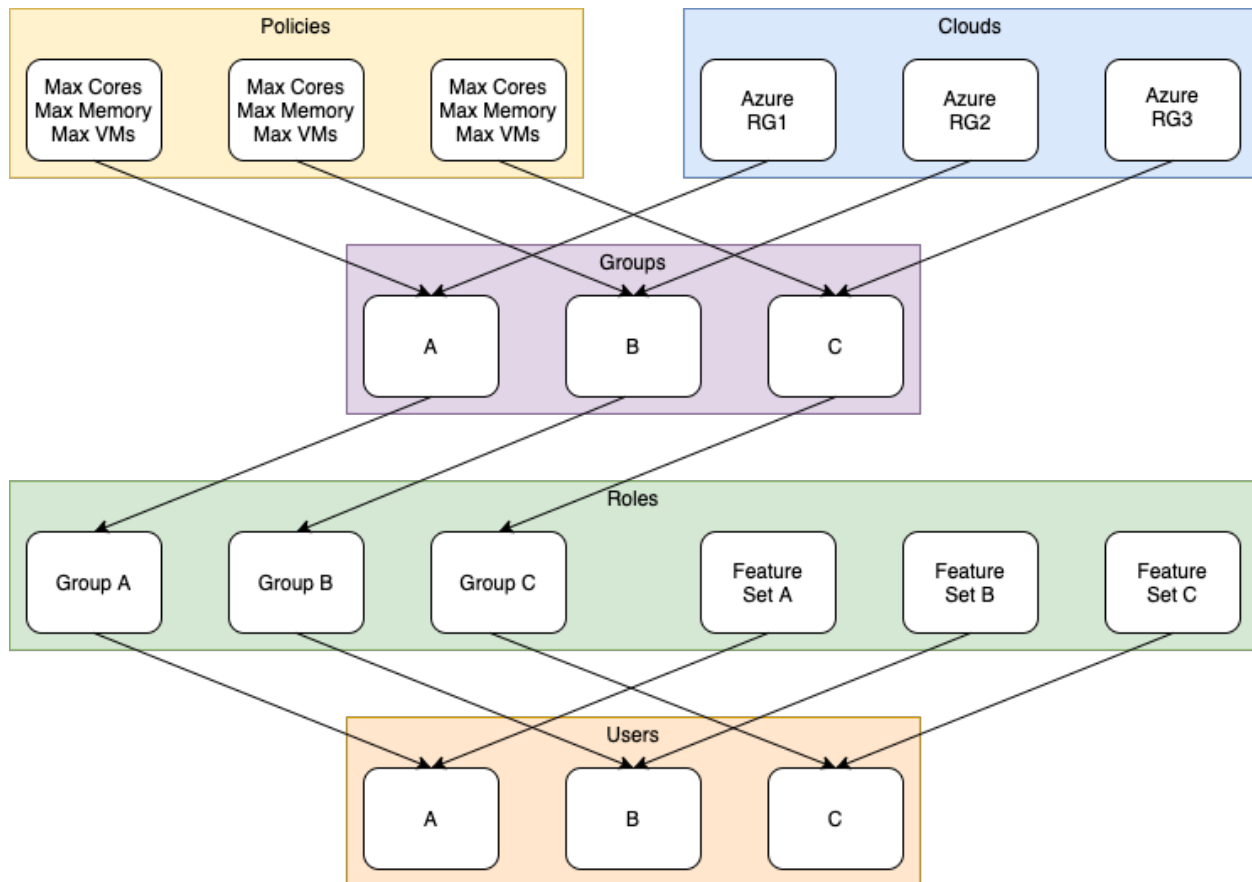 Policies
Max Cores
Max Memory
Max VMs
Max Cores
Max Memory
Max VMs
Max Cores
Max Memory
Max VMs
Clouds
Azure
RG1
Azure
RG2
Azure
RG3
Groups
A
B
C
Roles
Group A
Group B
Group C
Feature
Set A
Feature
Set B
Feature
Set C
Users
A
B
C